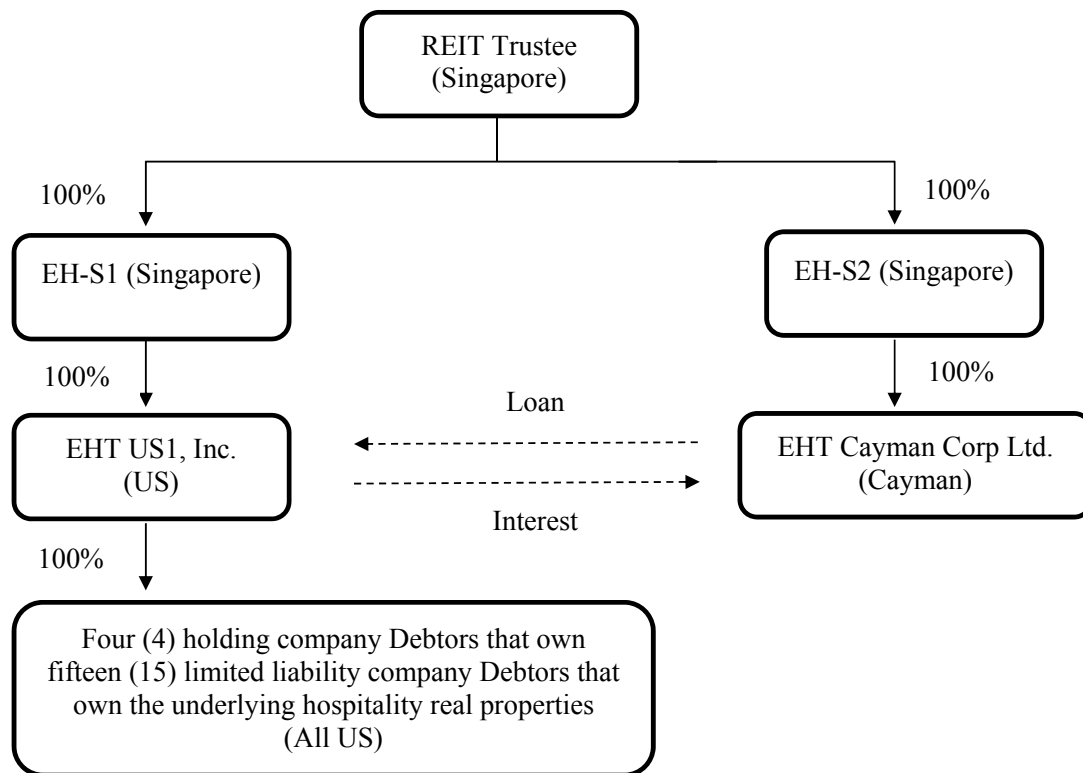 REIT Trustee
(Singapore)
100%
100%
EH-S1 (Singapore)
EH-S2 (Singapore)
100%
100%
Loan
EHT US1, Inc.
(US)
EHT Cayman Corp Ltd.
(Cayman)
Interest
100%
Four (4) holding company Debtors that own
fifteen (15) limited liability company Debtors that
own the underlying hospitality real properties
(All US)